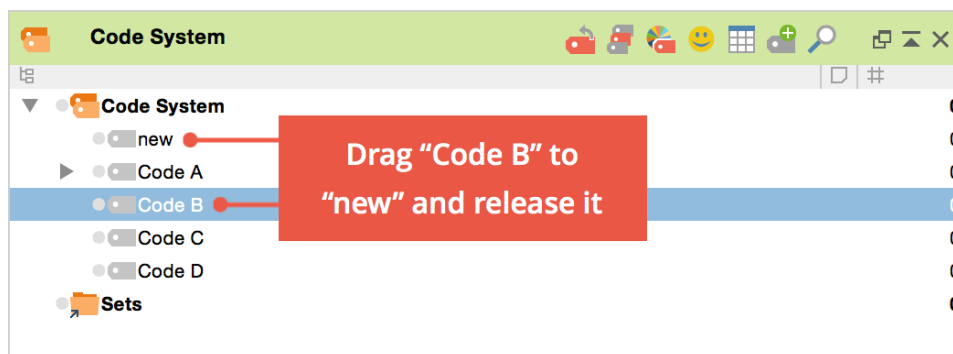 Code System
Code System
new
Code A
Code B
Code C
Code D
Sets
Drag “Code B” to
“new” and release it